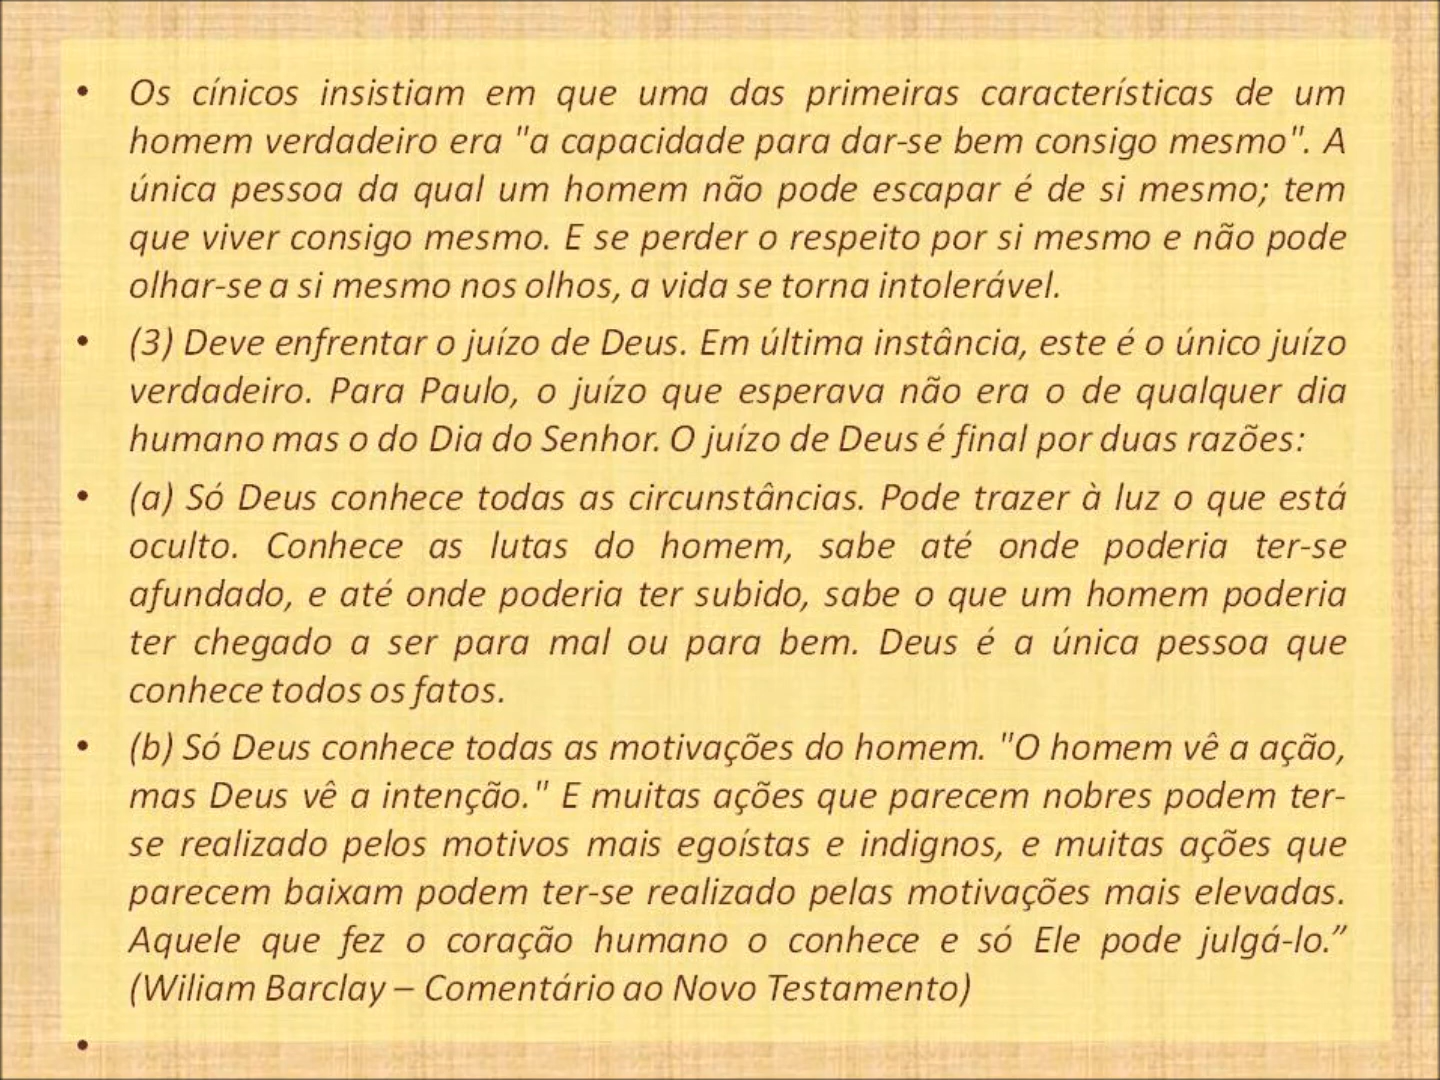 • Os cínicos insistiam em que uma das primeiras características de um
homem verdadeiro era "a capacidade para dar-se bem consigo mesmo". A
única pessoa da qual um homem não pode escapar é de si mesmo; tem
que viver consigo mesmo. E se perder o respeito por si mesmo e não pode
olhar-se a si mesmo nos olhos, a vida se torna intolerável.
• (3) Deve enfrentar o juízo de Deus. Em última instância, este é o único juízo
verdadeiro. Para Paulo, o juízo que esperava não era o de qualquer dia
humano mas o do Dia do Senhor. O juízo de Deus é final por duas razões:
• (a) Só Deus conhece todas as circunstâncias. Pode trazer à luz o que está
oculto. Conhece as lutas do homem, sabe até onde poderia ter-se
afundado, e até onde poderia ter subido, sabe o que um homem poderia
ter chegado a ser para mal ou para bem. Deus é a única pessoa que
conhece todos os fatos.
• (b) Só Deus conhece todas as motivações do homem. "O homem vê a ação,
mas Deus vê a intenção." E muitas ações que parecem nobres podem ter-
se realizado pelos motivos mais egoístas e indignos, e muitas ações que
parecem baixam podem ter-se realizado pelas motivações mais elevadas.
Aquele que fez o coração humano o conhece e só Ele pode julgá-lo.”
(Wiliam Barclay – Comentário ao Novo Testamento)
•